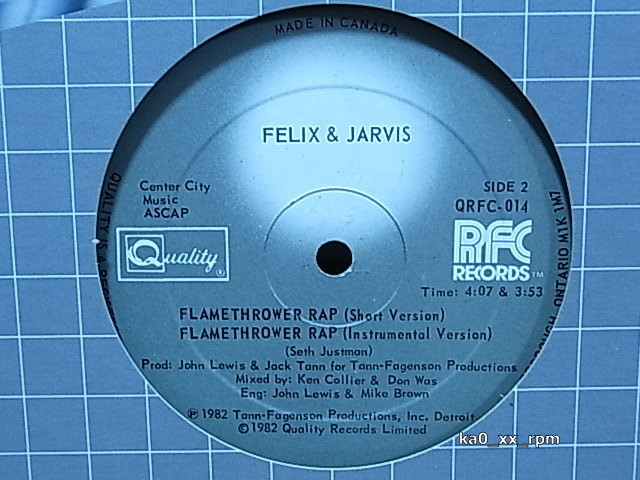 MADE IN CANADA
FELIX & JARVIS
Center City
Music
ASCAP
SIDE 2
QRFC-014
Quality®
RFC
RECORDS™
Time: 4:07 & 3:53
FLAMETHROWER RAP (Short Version)
FLAMETHROWER RAP (Instrumental Version)
(Seth Justman)
Prod: John Lewis & Jack Tann for Tann-Fagenson Productions
Mixed by: Ken Collier & Don Was
Eng: John Lewis & Mike Brown
℗ 1982 Tann-Fagenson Productions, Inc. Detroit
©1982 Quality Records Limited
QUALITY IS A
ONTARIO M1K 1M7
ka0_xx_rpm